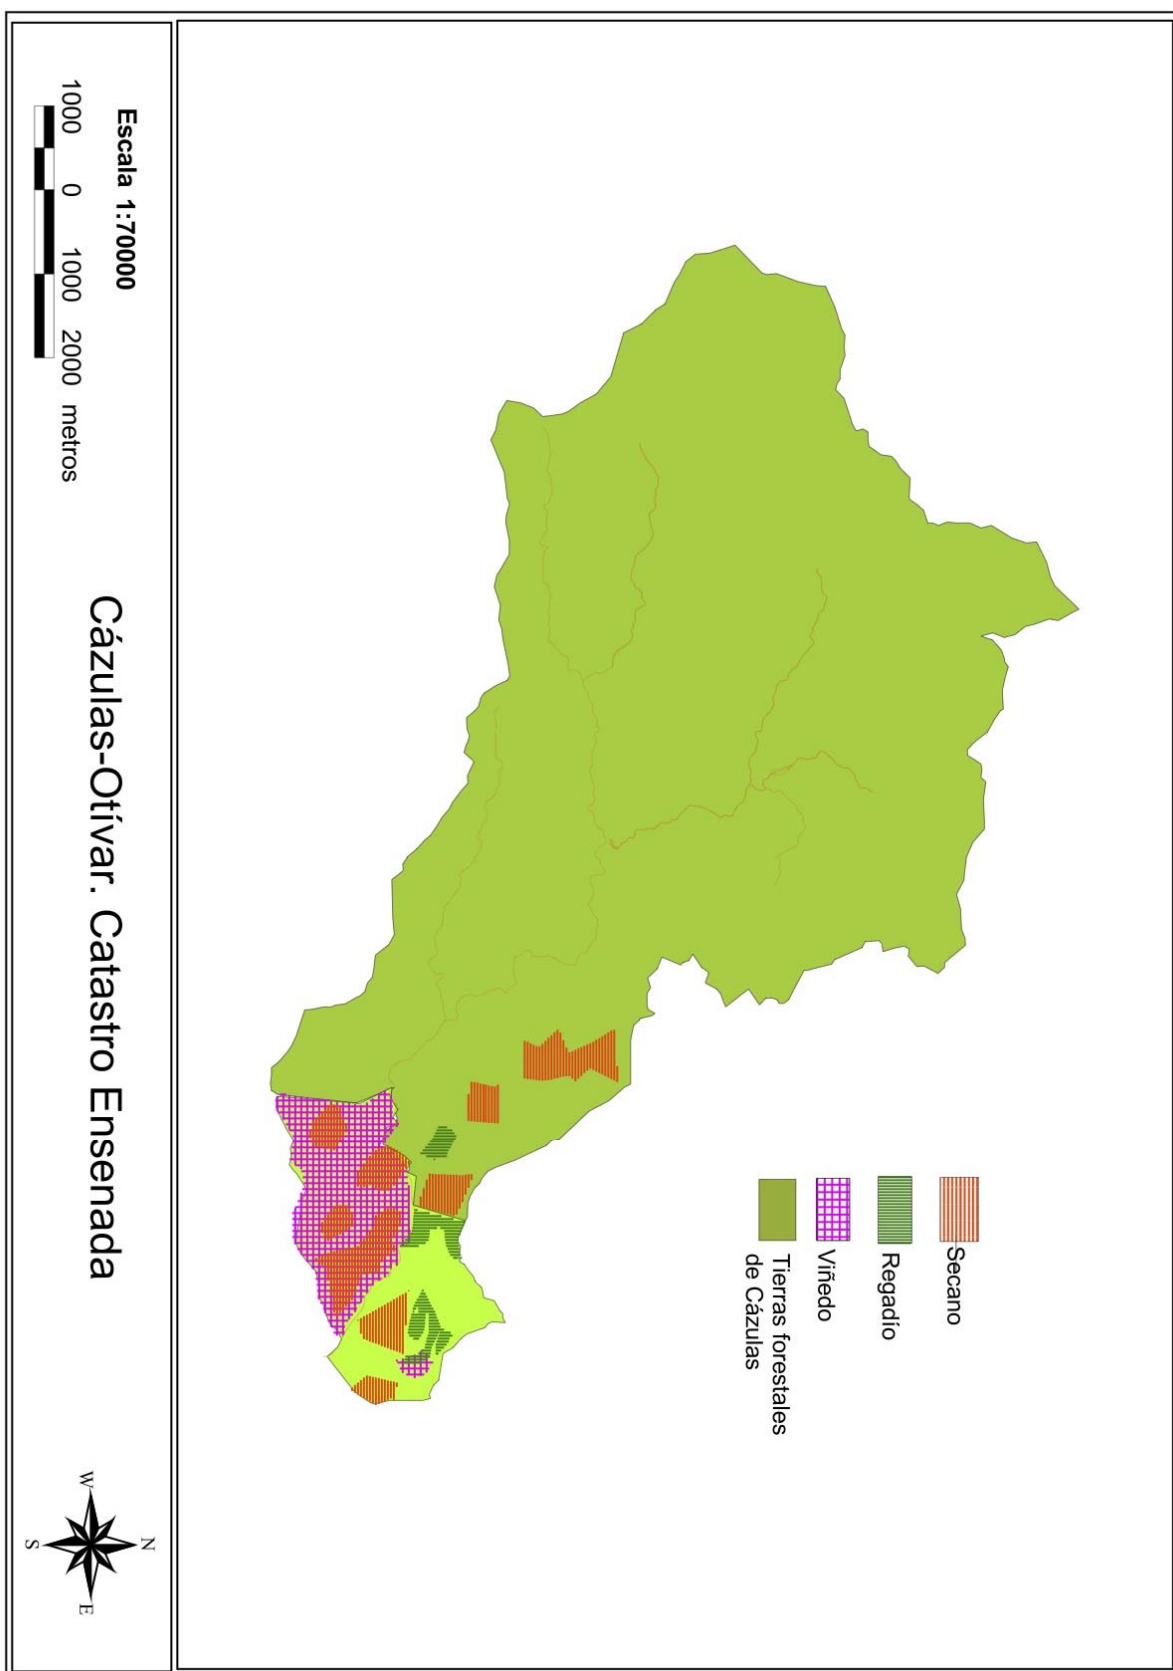 Secano
Regadío
Viñedo
Tierras forestales
de Cázulas
Escala 1:70000
1000 0 1000 2000 metros
Cázulas-Otívar. Catastro Ensenada
N
W
E
S